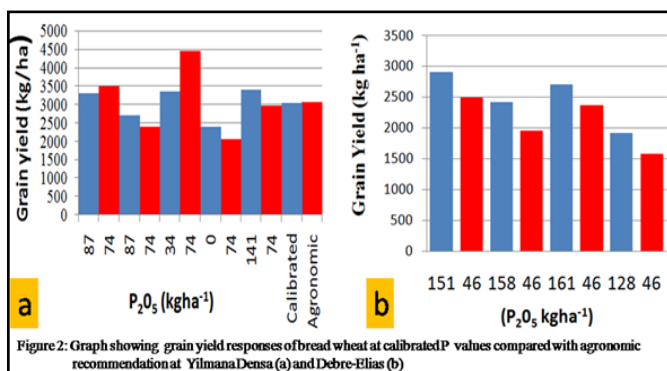 Grain yield (kg/ha)
5000
4500
4000
3500
3000
2500
2000
1500
1000
500
0
87 74 87 74 34 74 0 74 141 74 Calibrated Agronomic
P₂O₅ (kgha⁻¹)
a
Grain Yield (kg ha⁻¹)
3500
3000
2500
2000
1500
1000
500
0
151 46 158 46 161 46 128 46
(P₂O₅ kgha⁻¹)
b
Figure 2: Graph showing grain yield responses of bread wheat at calibrated P values compared with agronomic
recommendation at Yilmana Densa (a) and Debre-Elias (b)